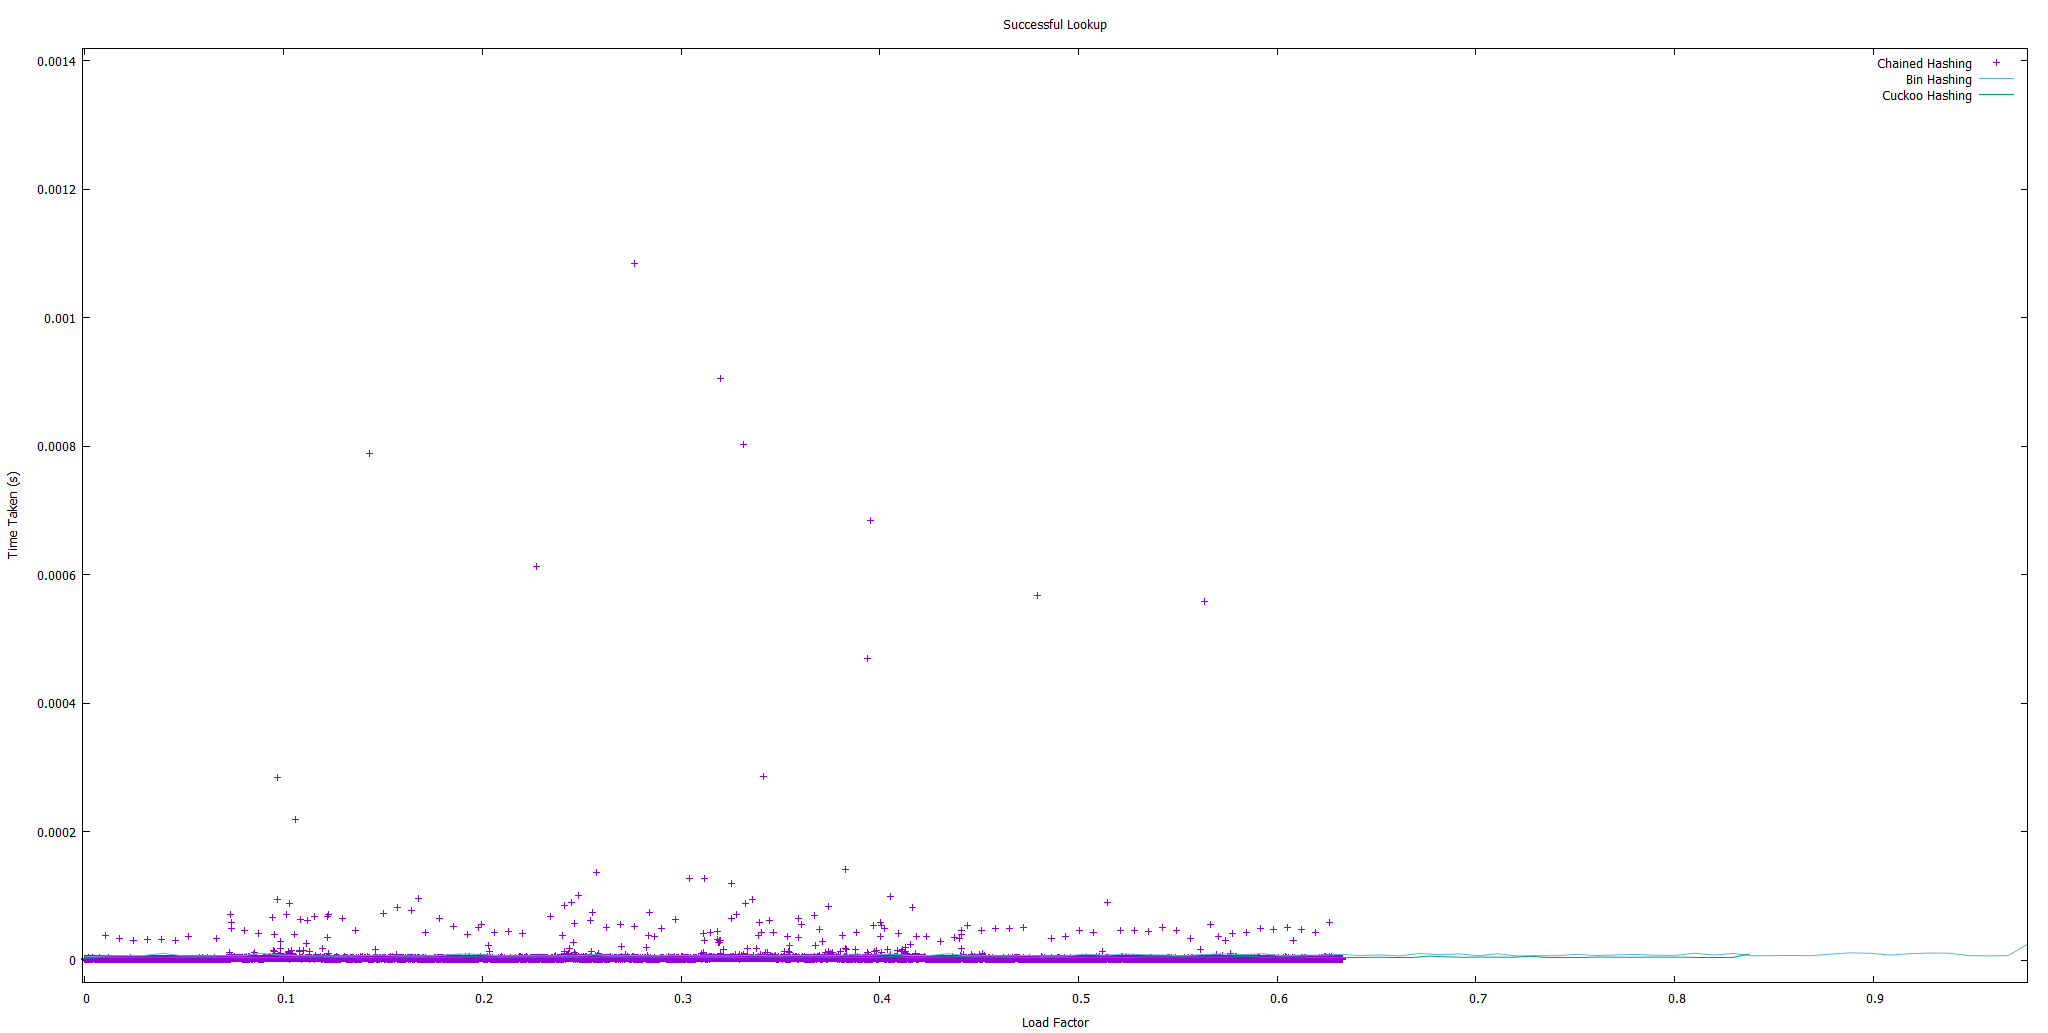 Successful Lookup
0.0014
0.0012
0.001
0.0008
0.0006
0.0004
0.0002
0
Time Taken (s)
Chained Hashing
Bin Hashing
Cuckoo Hashing
0 0.1 0.2 0.3 0.4 0.5 0.6 0.7 0.8 0.9
Load Factor